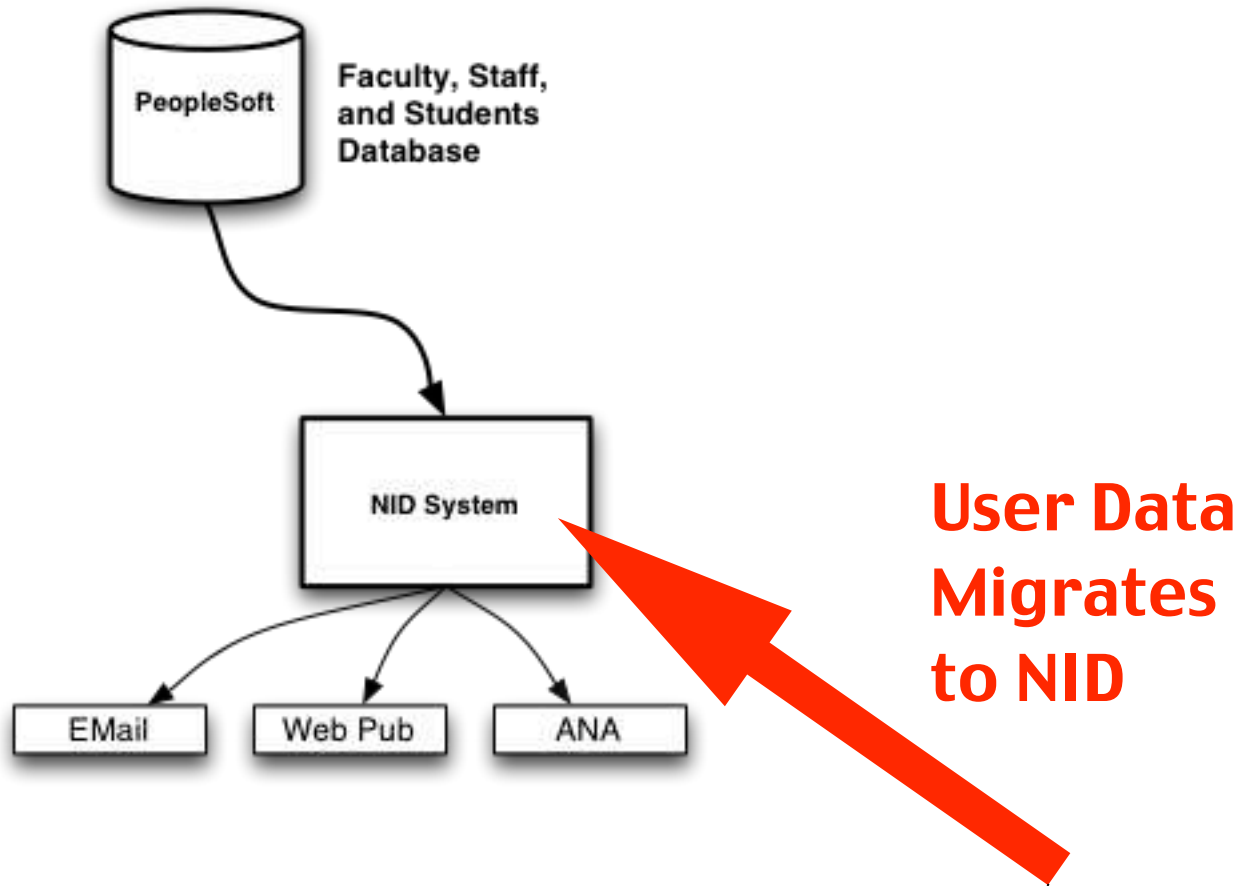 PeopleSoft
Faculty, Staff,
and Students
Database
NID System
User Data
Migrates
to NID
EMail
Web Pub
ANA